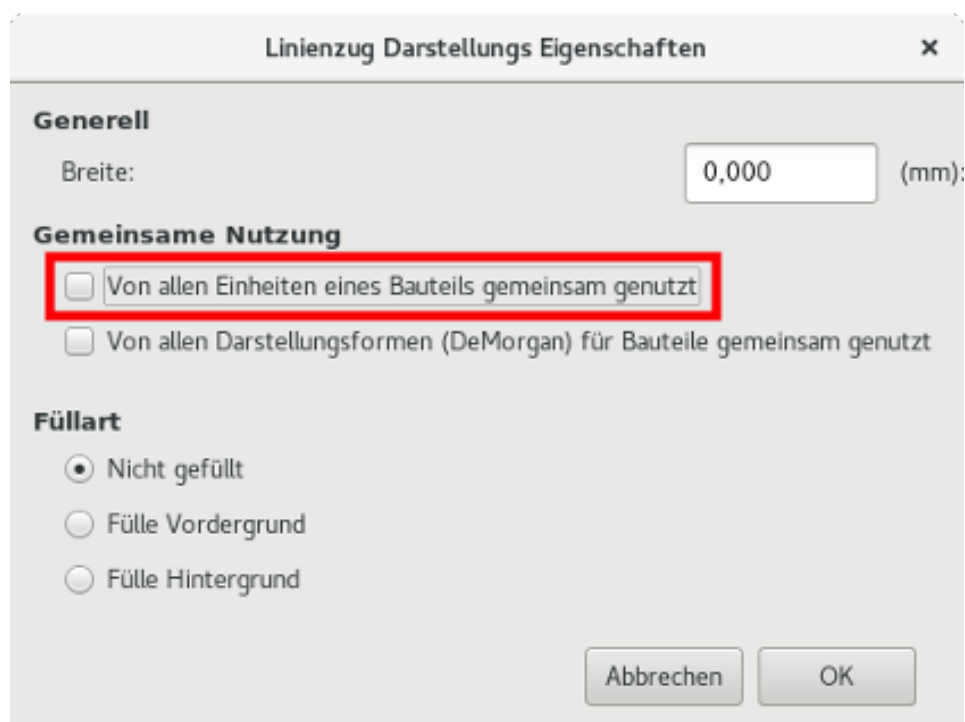 Linienzug Darstellungs Eigenschaften
Generell
Breite: 0,000 (mm):
Gemeinsame Nutzung
Von allen Einheiten eines Bauteils gemeinsam genutzt
Von allen Darstellungsformen (DeMorgan) für Bauteile gemeinsam genutzt
Füllart
Nicht gefüllt
Fülle Vordergrund
Fülle Hintergrund
Abbrechen OK